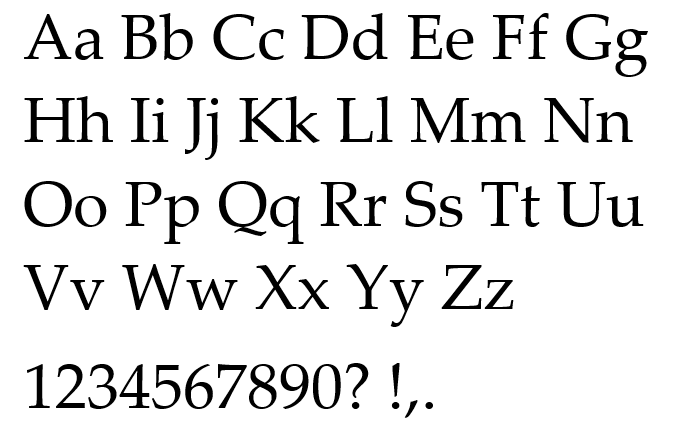 Aa Bb Cc Dd Ee Ff Gg
Hh Ii Jj Kk Ll Mm Nn
Oo Pp Qq Rr Ss Tt Uu
Vv Ww Xx Yy Zz
1234567890? !,.